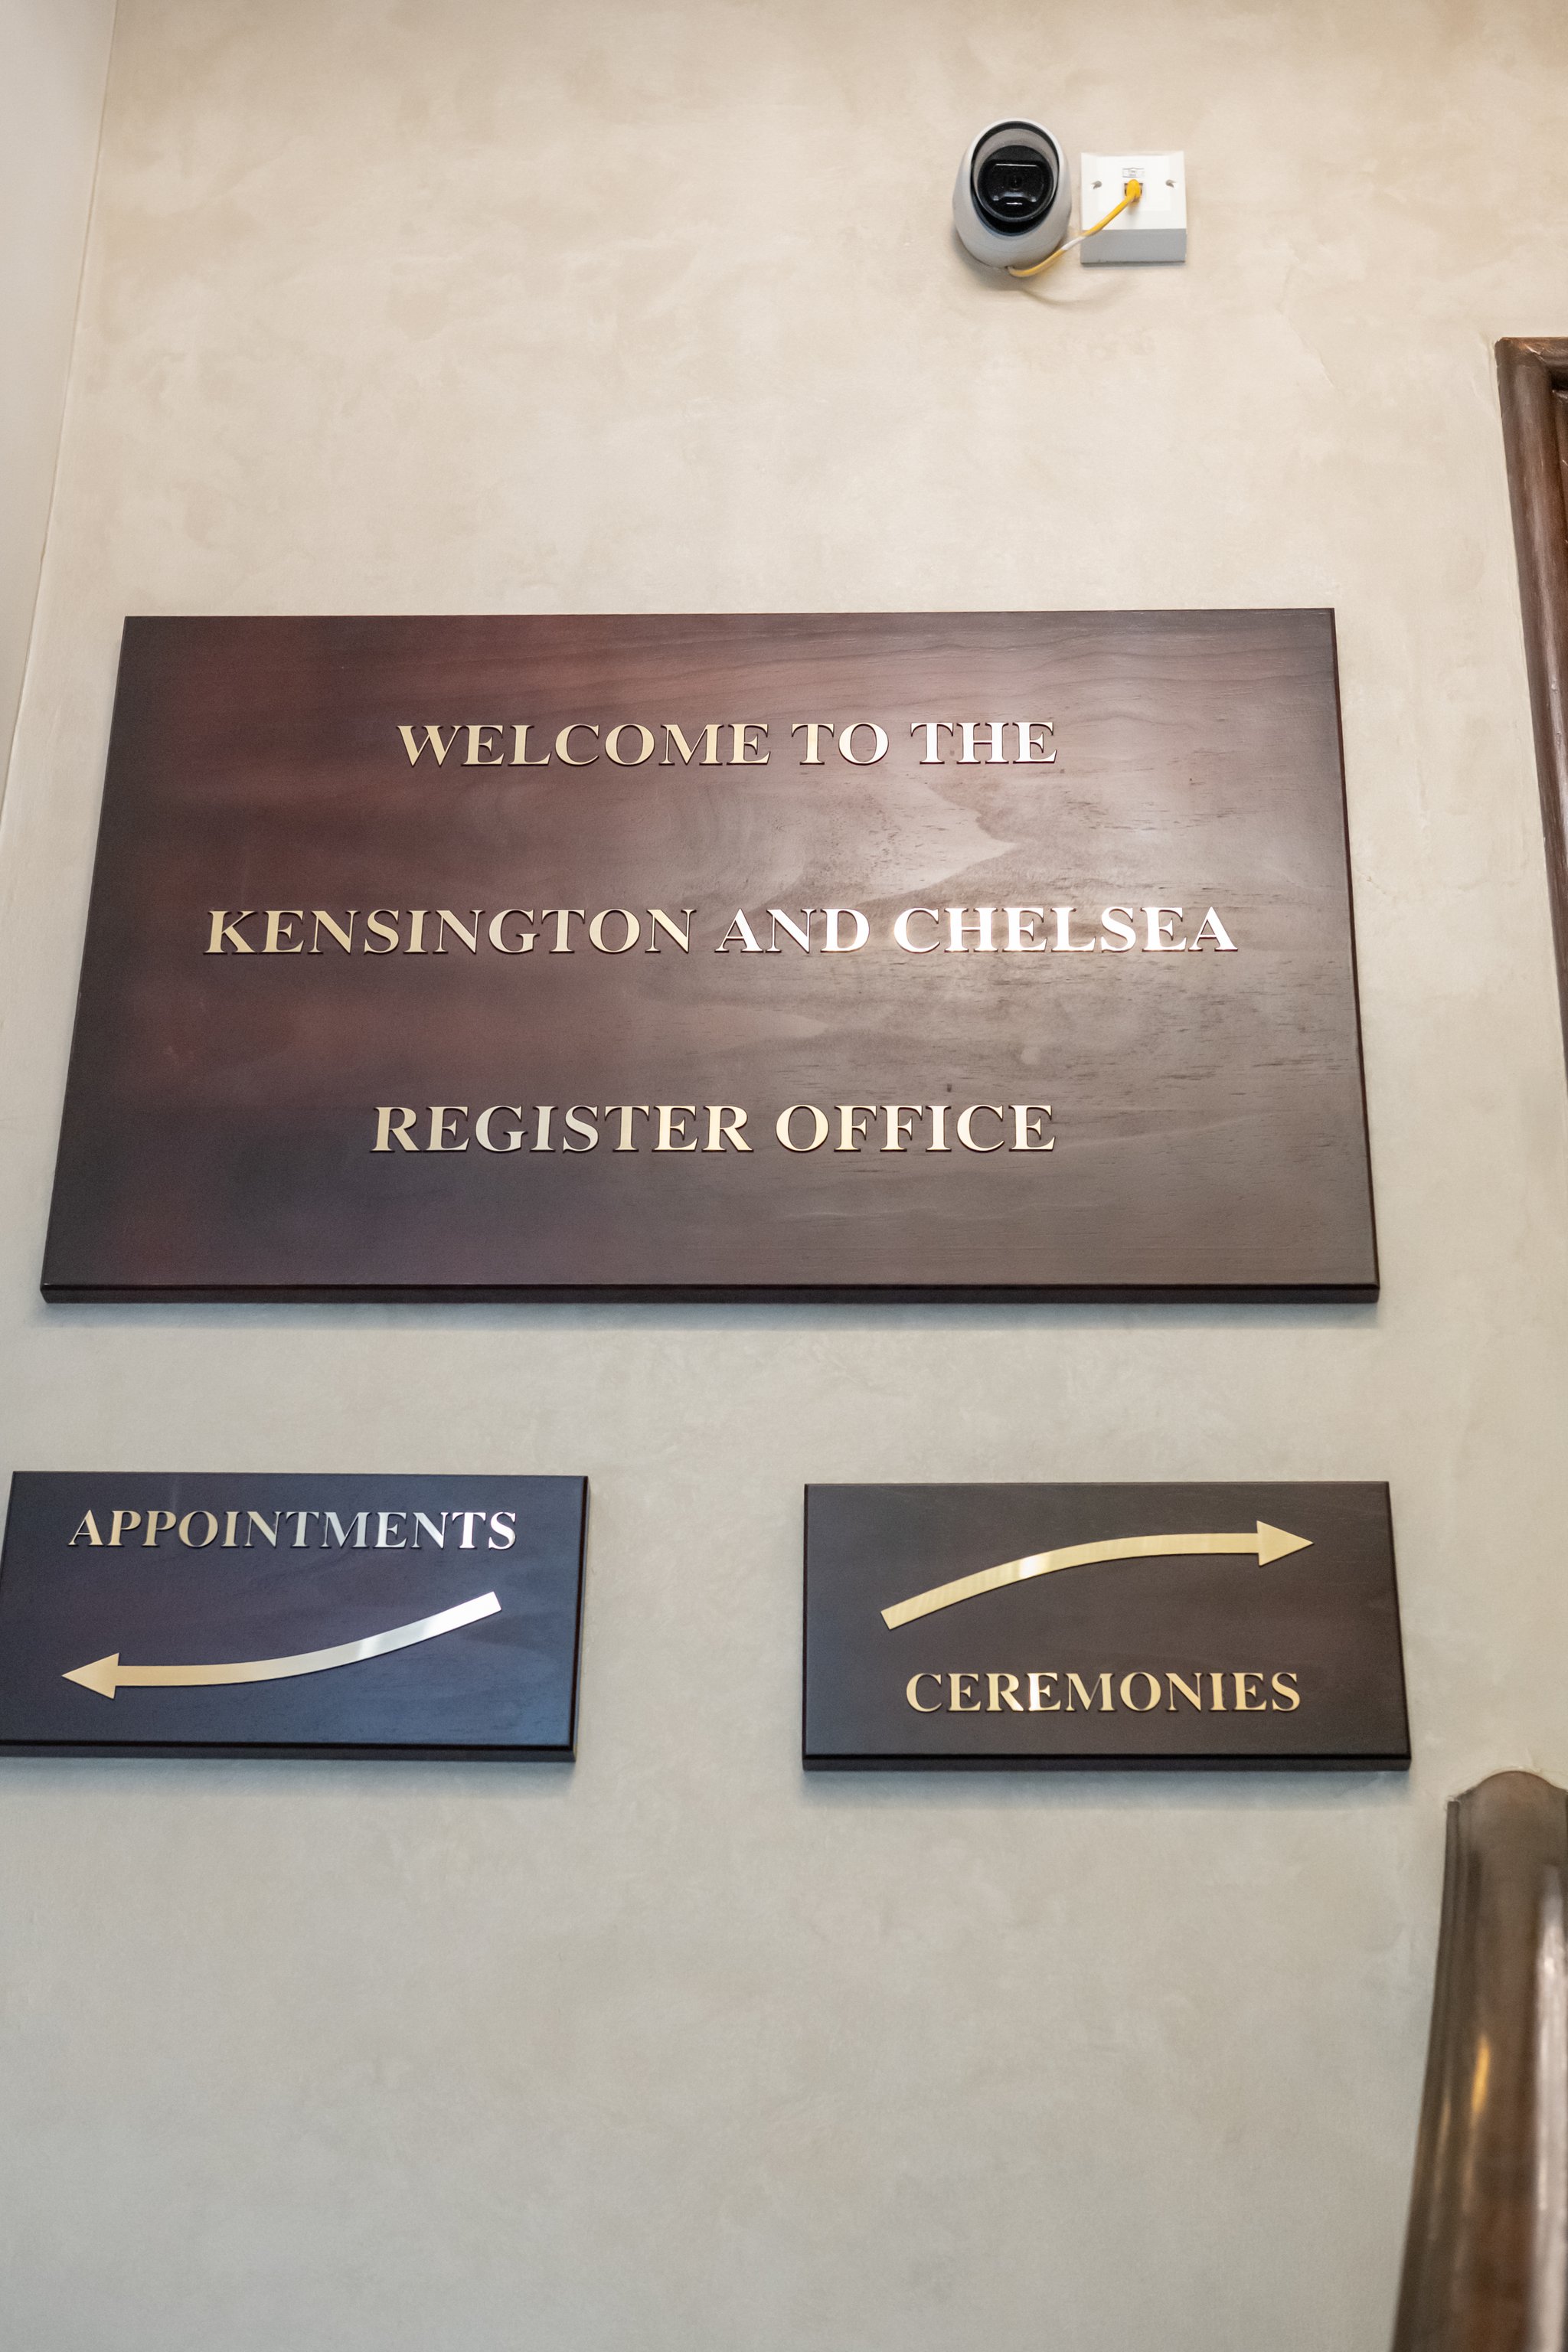 WELCOME TO THE
KENSINGTON AND CHELSEA
REGISTER OFFICE
APPOINTMENTS
CEREMONIES